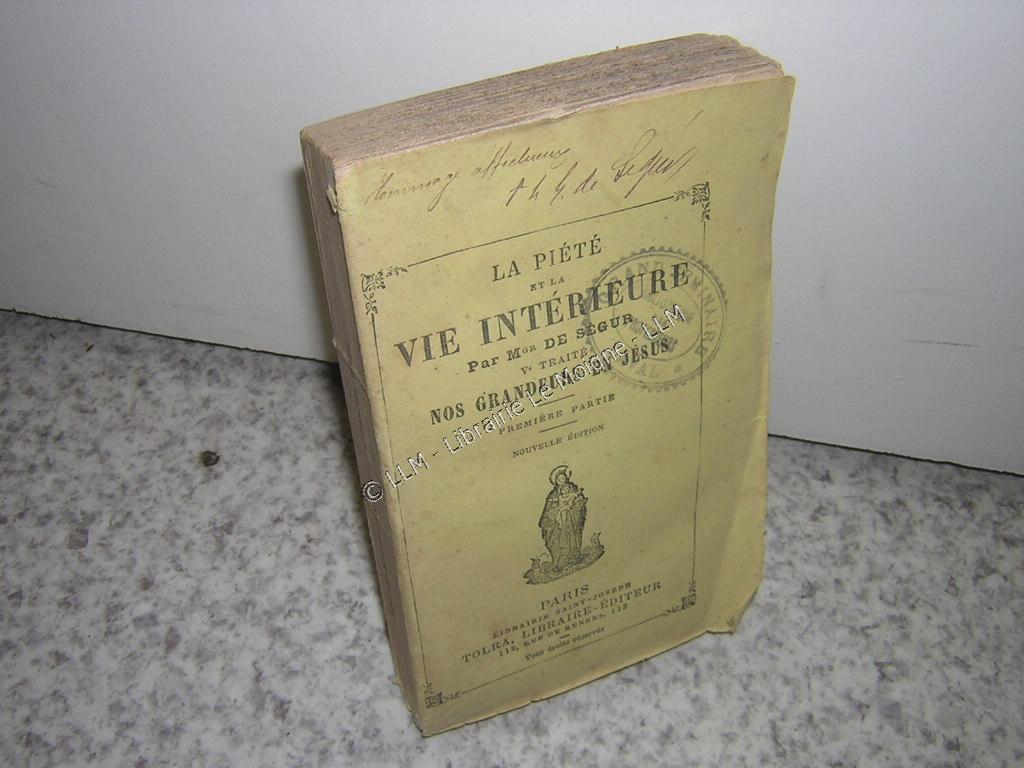 Hommage affectueux
† L G. de Ségur
LA PIÉTÉ
ET LA
VIE INTÉRIEURE
Par Mgr DE SÉGUR
Ve TRAITÉ
NOS GRANDEURS EN JÉSUS
PREMIÈRE PARTIE
NOUVELLE ÉDITION
PARIS
LIBRAIRIE SAINT-JOSEPH
TOLRA, LIBRAIRE-ÉDITEUR
112, RUE DE RENNES, 112
Tous droits réservés
© LLM - Librairie Le Moigne - LLM